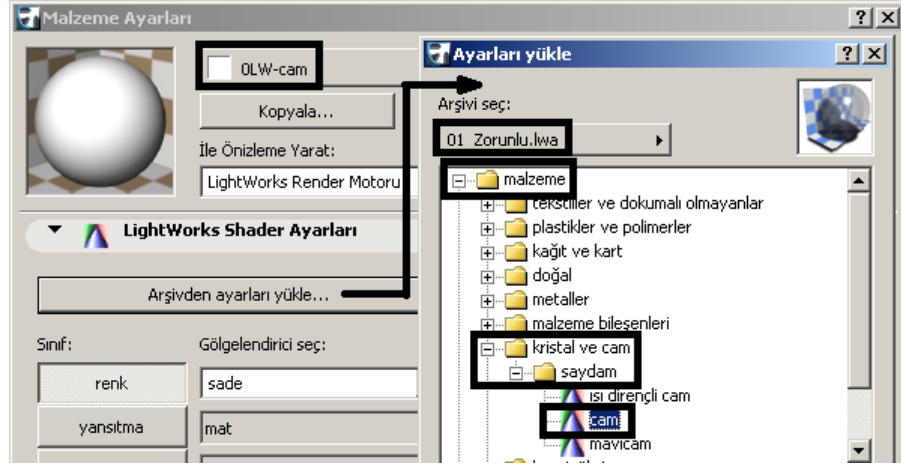 Malzeme Ayarları
0LW-cam
Kopyala...
İle Önizleme Yarat:
LightWorks Render Motoru
LightWorks Shader Ayarları
Arşivden ayarları yükle...
Sınıf:
Gölgelendirici seç:
renk
sade
yansıtma
mat
Ayarları yükle
Arşivi seç:
01_Zorunlu.lwa
malzeme
tekstiller ve dokumalı olmayanlar
plastikler ve polimerler
kağıt ve kart
doğal
metaller
malzeme bileşenleri
kristal ve cam
saydam
ısı dirençli cam
cam
mavicam